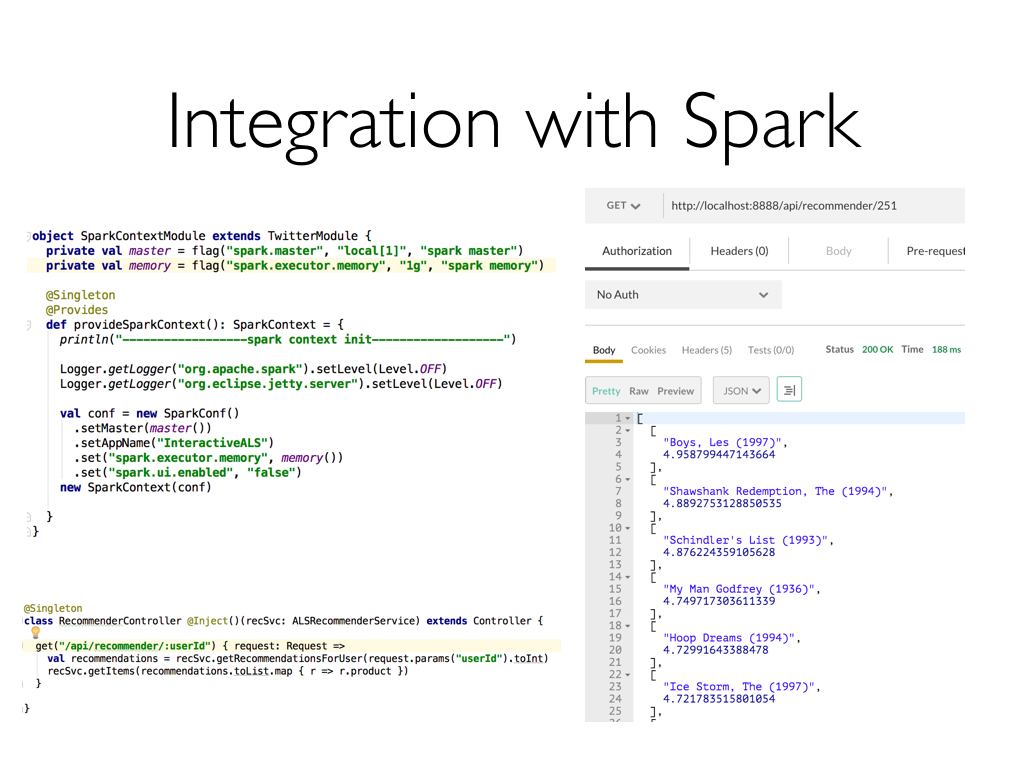 Integration with Spark
object SparkContextModule extends TwitterModule {
private val master = flag("spark.master", "local[1]", "spark master")
private val memory = flag("spark.executor.memory", "1g", "spark memory")
@Singleton
@Provides
def provideSparkContext(): SparkContext = {
println("-------------------spark context init--------------------")
Logger.getLogger("org.apache.spark").setLevel(Level.OFF)
Logger.getLogger("org.eclipse.jetty.server").setLevel(Level.OFF)
val conf = new SparkConf()
.setMaster(master())
.setAppName("InteractiveALS")
.set("spark.executor.memory", memory())
.set("spark.ui.enabled", "false")
new SparkContext(conf)
}
}
@Singleton
class RecommenderController @Inject()(recSvc: ALSRecommenderService) extends Controller {
get("/api/recommender/:userId") { request: Request =>
val recommendations = recSvc.getRecommendationsForUser(request.params("userId").toInt)
recSvc.getItems(recommendations.toList.map { r => r.product })
}
}
GET http://localhost:8888/api/recommender/251
Authorization Headers (0) Body Pre-request
No Auth
Body Cookies Headers (5) Tests (0/0) Status 200 OK Time 188 ms
Pretty Raw Preview JSON
1 [
2 [
3 "Boys, Les (1997)",
4 4.958799447143664
5 ],
6 [
7 "Shawshank Redemption, The (1994)",
8 4.8892753128850535
9 ],
10 [
11 "Schindler's List (1993)",
12 4.876224359105628
13 ],
14 [
15 "My Man Godfrey (1936)",
16 4.749717303611339
17 ],
18 [
19 "Hoop Dreams (1994)",
20 4.72991643388478
21 ],
22 [
23 "Ice Storm, The (1997)",
24 4.721783515801054
25 ],